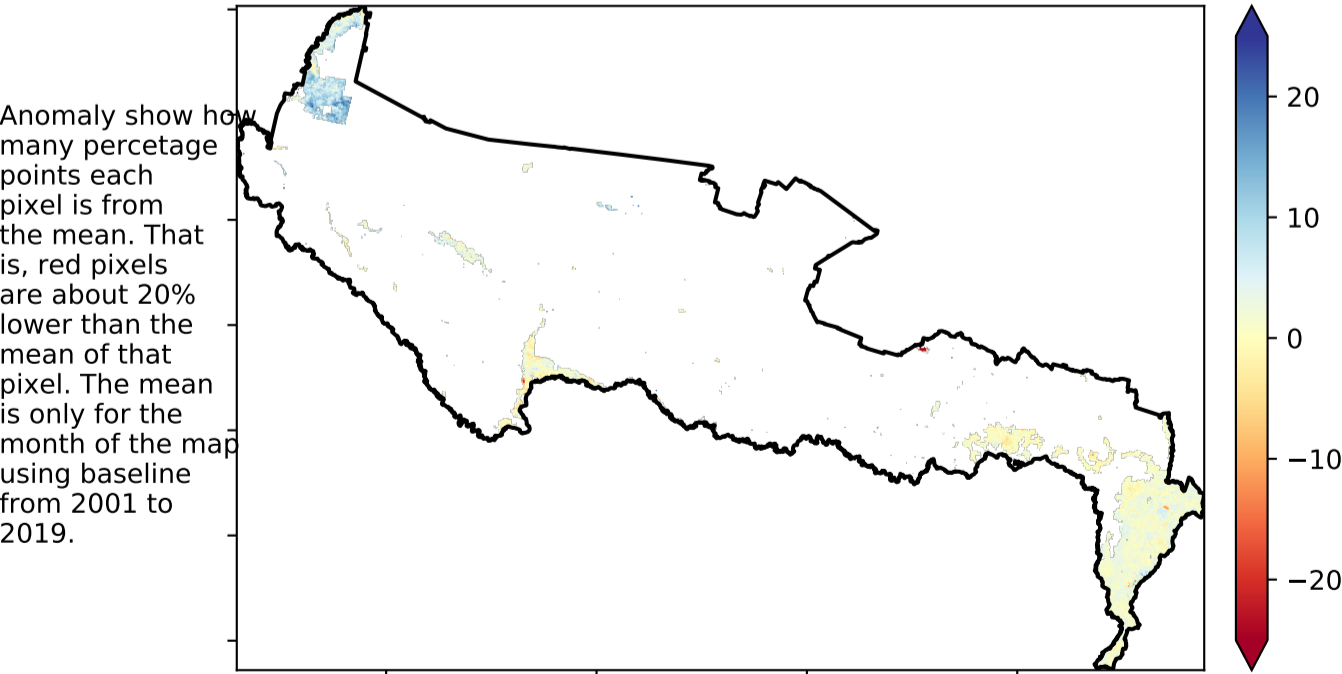 Anomaly show how
many percetage
points each
pixel is from
the mean. That
is, red pixels
are about 20%
lower than the
mean of that
pixel. The mean
is only for the
month of the map
using baseline
from 2001 to
2019.
20
10
0
−10
−20